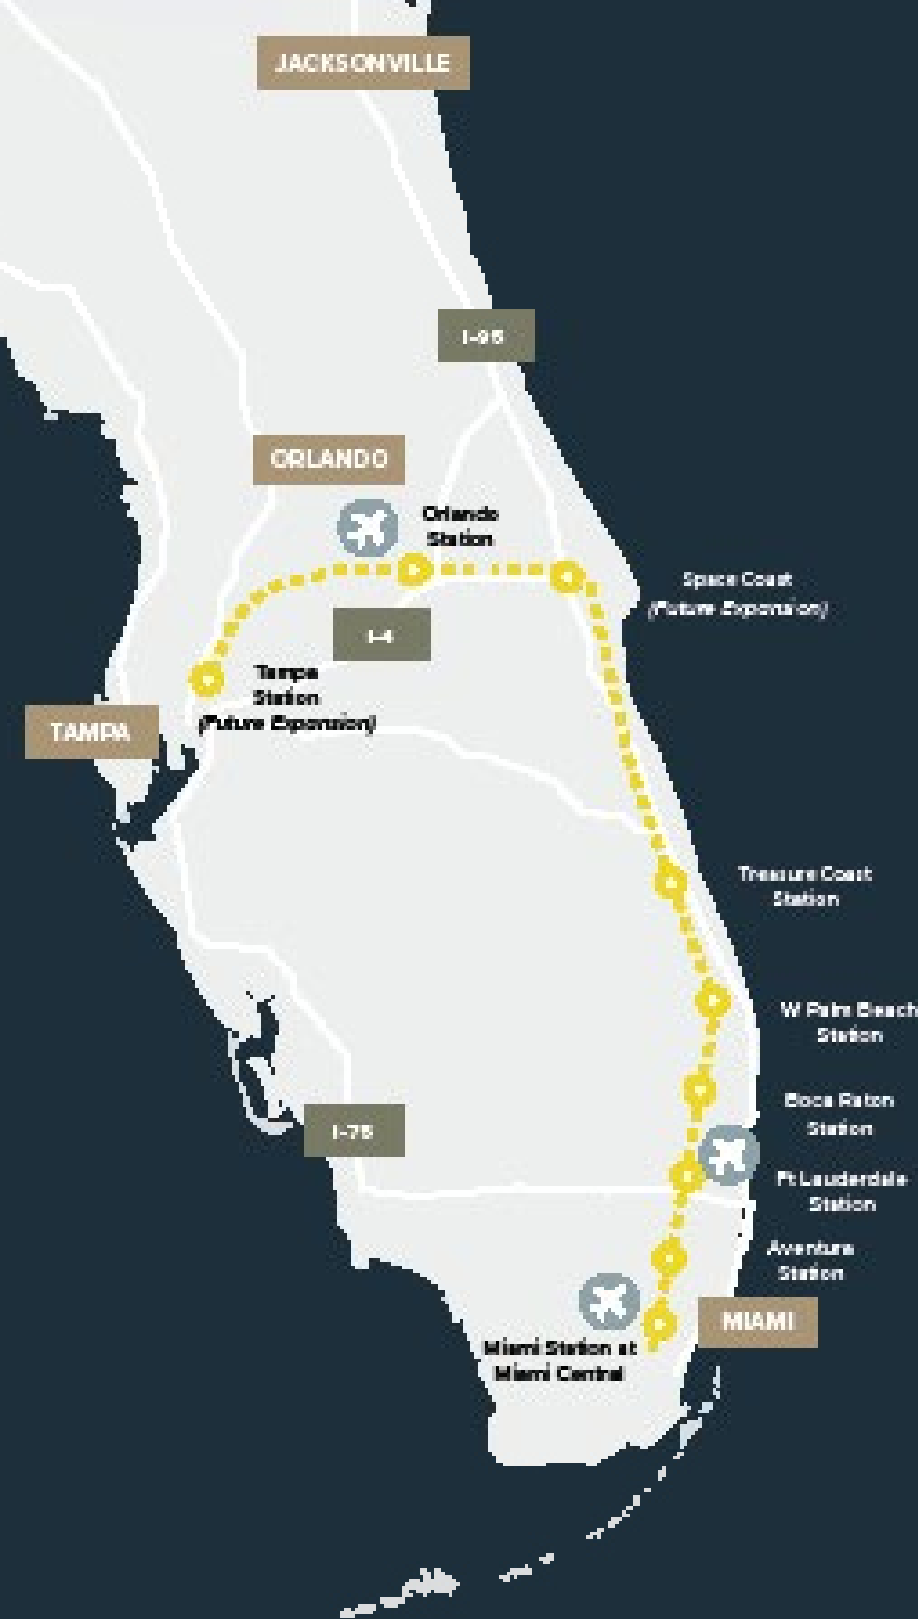 JACKSONVILLE
I-95
ORLANDO
Orlando
Station
Space Coast
(Future Expansion)
I-4
Tampa
Station
(Future Expansion)
TAMPA
Treasure Coast
Station
W Palm Beach
Station
Boca Raton
Station
I-75
Ft Lauderdale
Station
Aventura
Station
MIAMI
Miami Station at
Miami Central